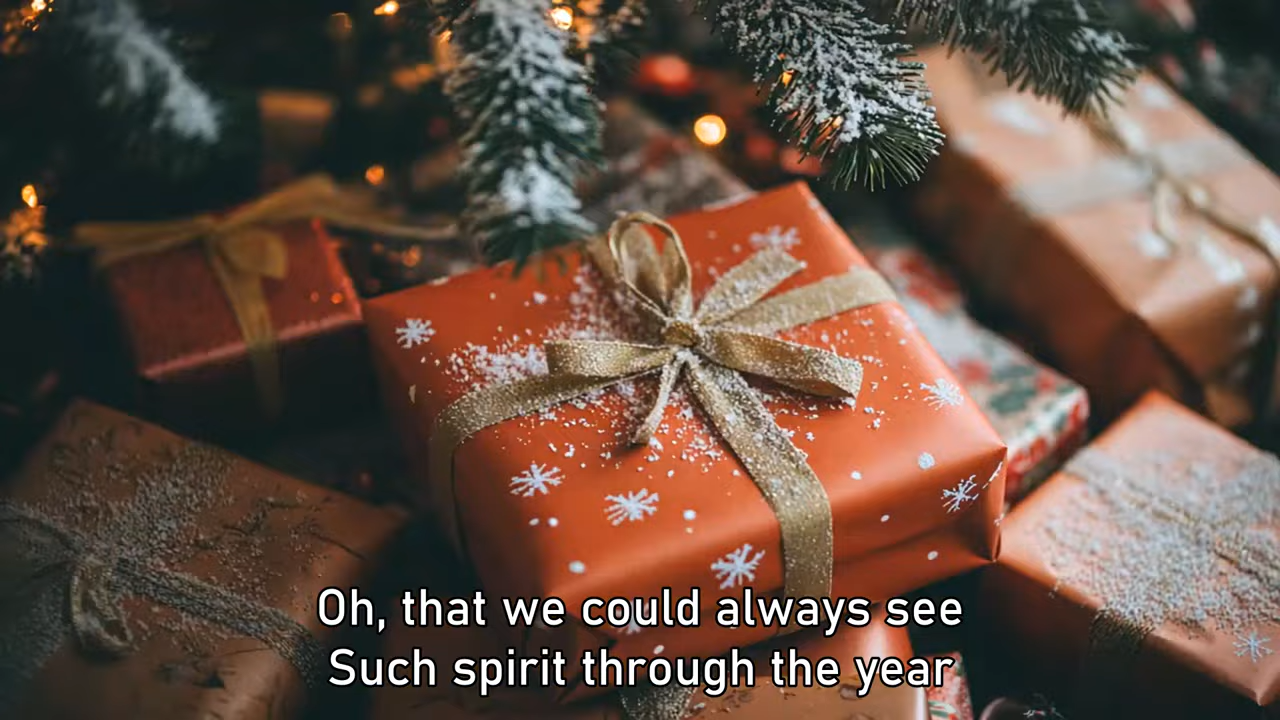 Oh, that we could always see
Such spirit through the year